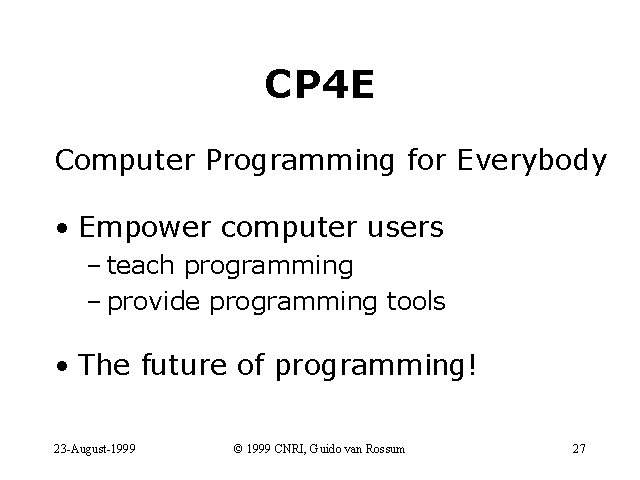 CP4E
Computer Programming for Everybody
• Empower computer users
– teach programming
– provide programming tools
• The future of programming!
23-August-1999 © 1999 CNRI, Guido van Rossum 27